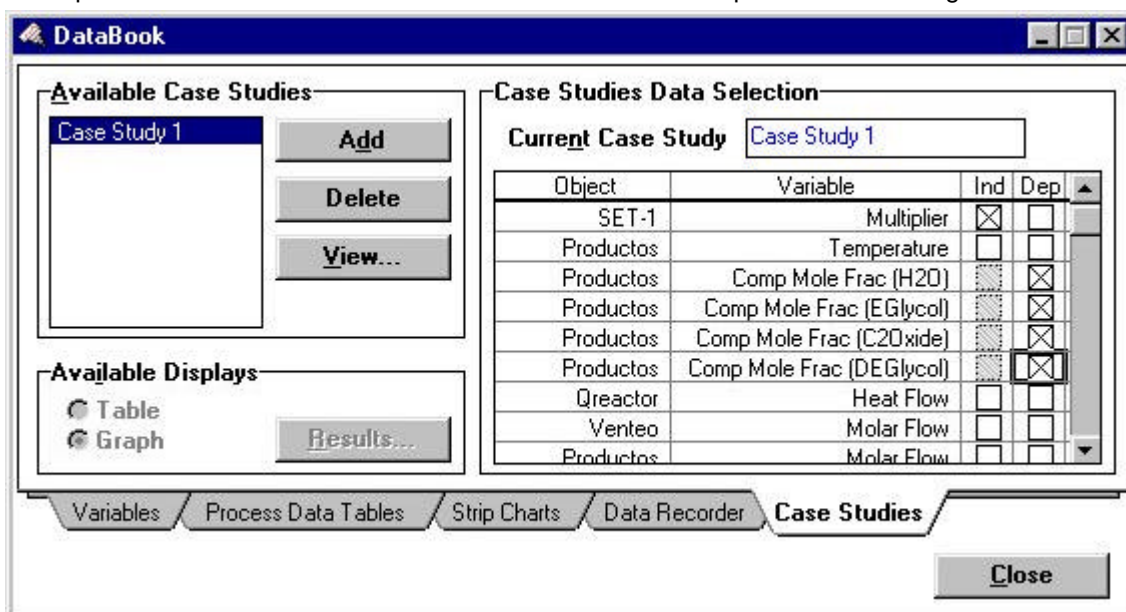 DataBook
Available Case Studies
Case Study 1
Add
Delete
View...
Available Displays
Table
Graph
Results...
Case Studies Data Selection
Current Case Study Case Study 1
Object Variable Ind Dep
SET-1 Multiplier
Productos Temperature
Productos Comp Mole Frac (H2O)
Productos Comp Mole Frac (EGlycol)
Productos Comp Mole Frac (C2Oxide)
Productos Comp Mole Frac (DEGlycol)
Qreactor Heat Flow
Venteo Molar Flow
Productos Molar Flow
Variables Process Data Tables Strip Charts Data Recorder Case Studies
Close